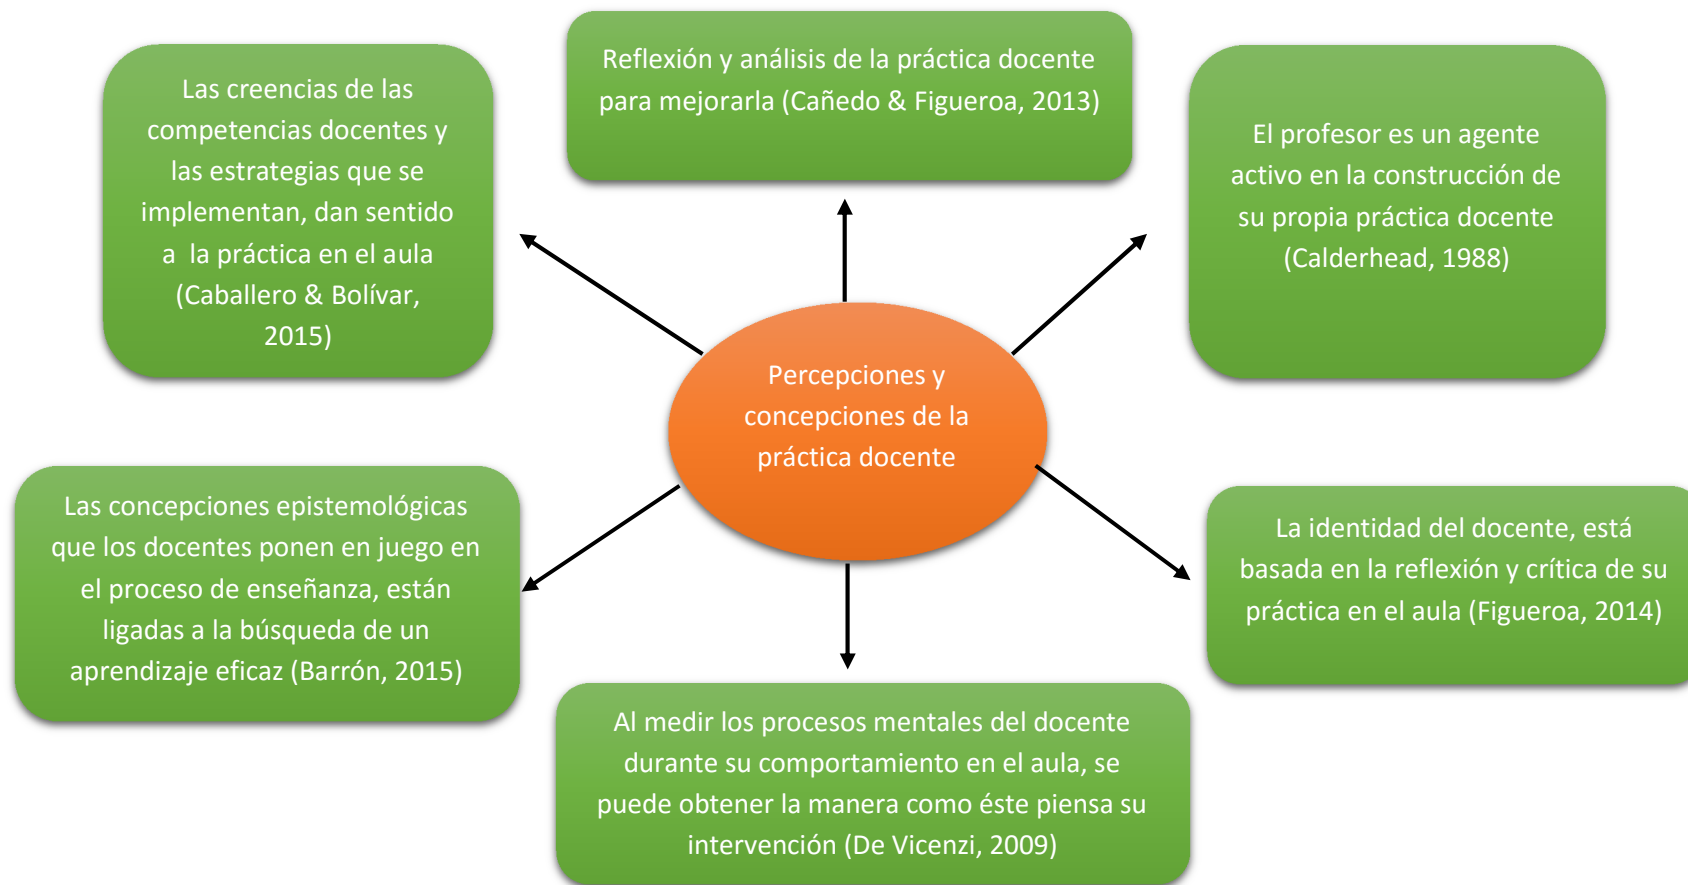 Las creencias de las
competencias docentes y
las estrategias que se
implementan, dan sentido
a  la práctica en el aula
(Caballero & Bolívar,
2015)
Reflexión y análisis de la práctica docente
para mejorarla (Cañedo & Figueroa, 2013)
El profesor es un agente
activo en la construcción de
su propia práctica docente
(Calderhead, 1988)
Percepciones y
concepciones de la
práctica docente
Las concepciones epistemológicas
que los docentes ponen en juego en
el proceso de enseñanza, están
ligadas a la búsqueda de un
aprendizaje eficaz (Barrón, 2015)
La identidad del docente, está
basada en la reflexión y crítica de su
práctica en el aula (Figueroa, 2014)
Al medir los procesos mentales del docente
durante su comportamiento en el aula, se
puede obtener la manera como éste piensa su
intervención (De Vicenzi, 2009)